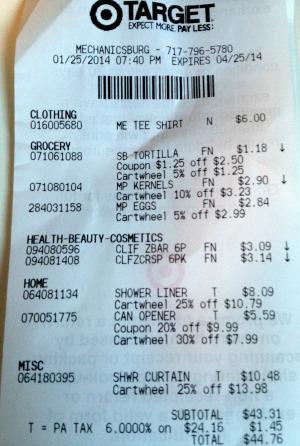 TARGET
EXPECT MORE. PAY LESS.
MECHANICSBURG - 717-796-5780
01/25/2014 07:40 PM EXPIRES 04/25/14
CLOTHING
016005680 ME TEE SHIRT N $6.00
GROCERY
071061088 SB TORTILLA FN $1.18 ↓
Coupon $1.25 off $2.50
Cartwheel 5% off $1.25
071080104 MP KERNELS FN $2.90 ↓
Cartwheel 10% off $3.23
284031158 MP EGGS FN $2.84
Cartwheel 5% off $2.99
HEALTH-BEAUTY-COSMETICS
094080596 CLIF ZBAR 6P FN $3.09 ↓
094081408 CLFZCRSP 6PK FN $3.14 ↓
HOME
064081134 SHOWER LINER T $8.09
Cartwheel 25% off $10.79
070051775 CAN OPENER T $5.59
Coupon 20% off $9.99
Cartwheel 30% off $7.99
MISC
064180395 SHWR CURTAIN T $10.48
Cartwheel 25% off $13.98
SUBTOTAL $43.31
T = PA TAX 6.0000% on $24.16 $1.45
TOTAL $44.76